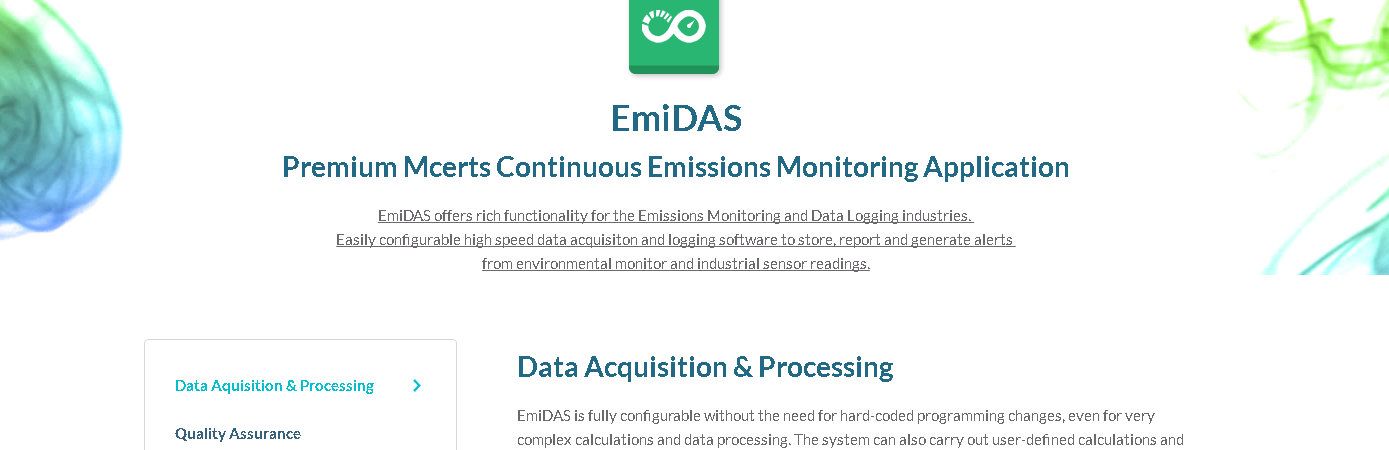 EmiDAS
Premium Mcerts Continuous Emissions Monitoring Application
EmiDAS offers rich functionality for the Emissions Monitoring and Data Logging industries.
Easily configurable high speed data acquisiton and logging software to store, report and generate alerts
from environmental monitor and industrial sensor readings.
Data Aquisition & Processing
Quality Assurance
Data Acquisition & Processing
EmiDAS is fully configurable without the need for hard-coded programming changes, even for very
complex calculations and data processing. The system can also carry out user-defined calculations and